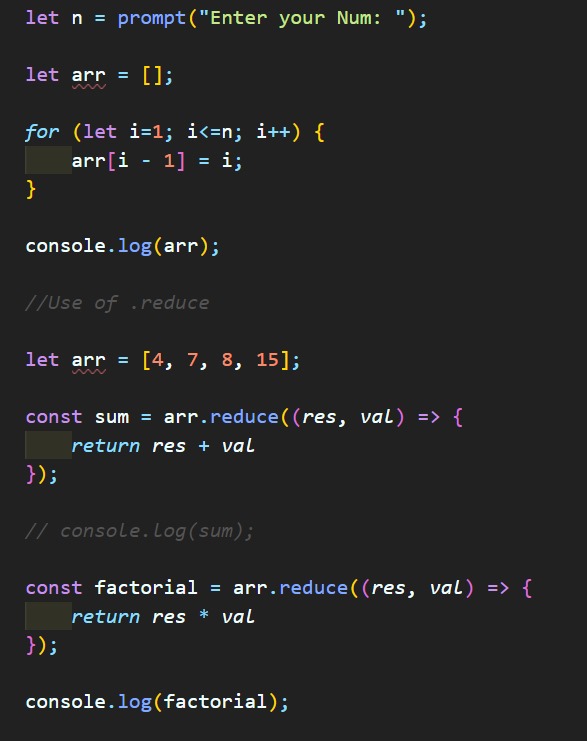 let n = prompt("Enter your Num: ");
let arr = [];
for (let i=1; i<=n; i++) {
    arr[i - 1] = i;
}
console.log(arr);
//Use of .reduce
let arr = [4, 7, 8, 15];
const sum = arr.reduce((res, val) => {
    return res + val
});
// console.log(sum);
const factorial = arr.reduce((res, val) => {
    return res * val
});
console.log(factorial);